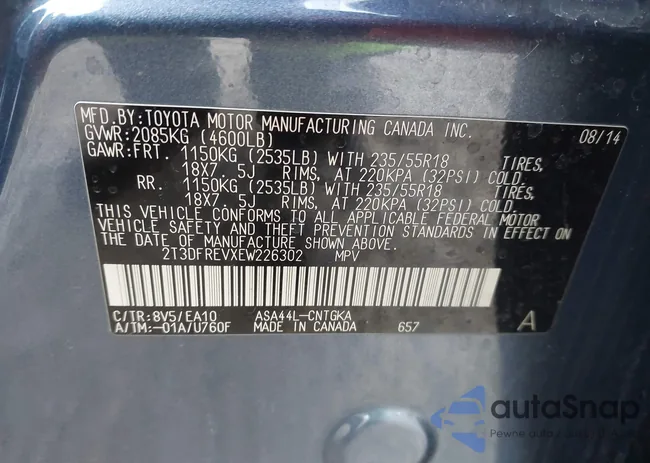 MFD.BY:TOYOTA MOTOR MANUFACTURING CANADA INC. 08/14
GVWR:2085KG (4600LB)
GAWR:FRT. 1150KG (2535LB) WITH 235/55R18 TIRES,
18X7. 5J RIMS, AT 220KPA (32PSI) COLD.
RR. 1150KG (2535LB) WITH 235/55R18 TIRES,
18X7. 5J RIMS, AT 220KPA (32PSI) COLD.
THIS VEHICLE CONFORMS TO ALL APPLICABLE FEDERAL MOTOR
VEHICLE SAFETY AND THEFT PREVENTION STANDARDS IN EFFECT ON
THE DATE OF MANUFACTURE SHOWN ABOVE.
2T3DFREVXEW226302 MPV
C/TR:8V5/EA10 ASA44L-CNTGKA
A/TM:-01A/U760F MADE IN CANADA 657 A
autoSnap
Pewne auto